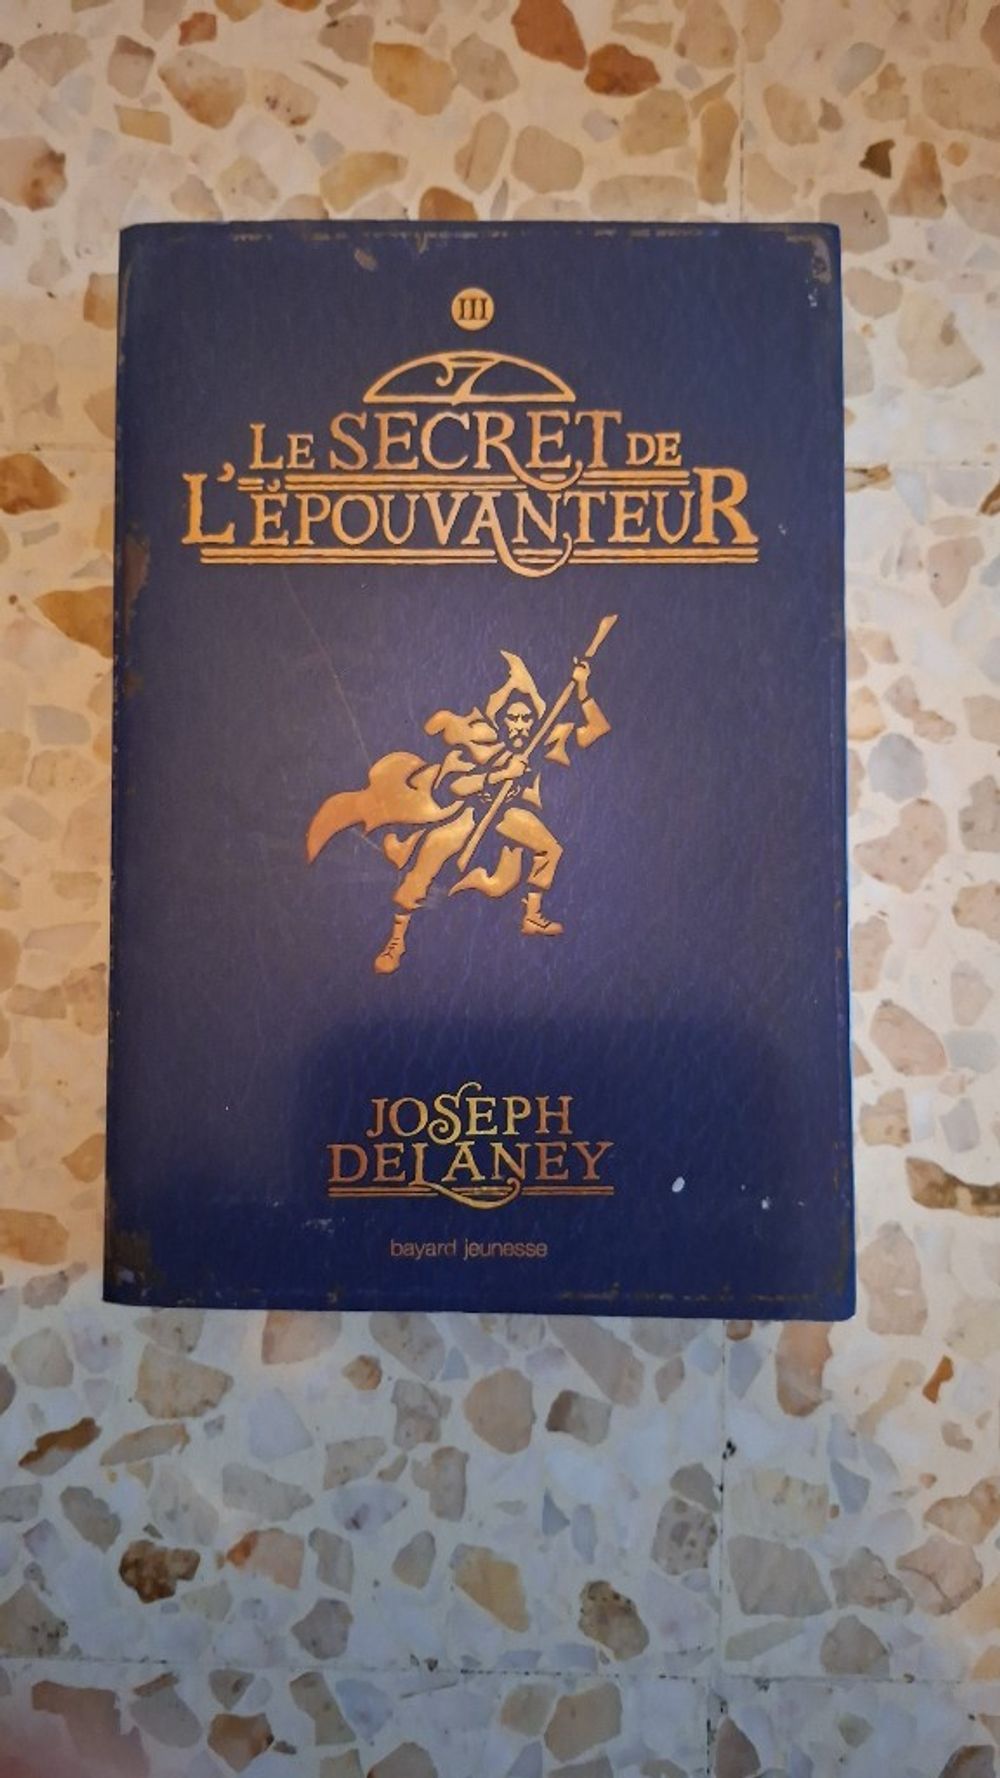 III
LE SECRET DE
L'ÉPOUVANTEUR
JOSEPH
DELANEY
bayard jeunesse